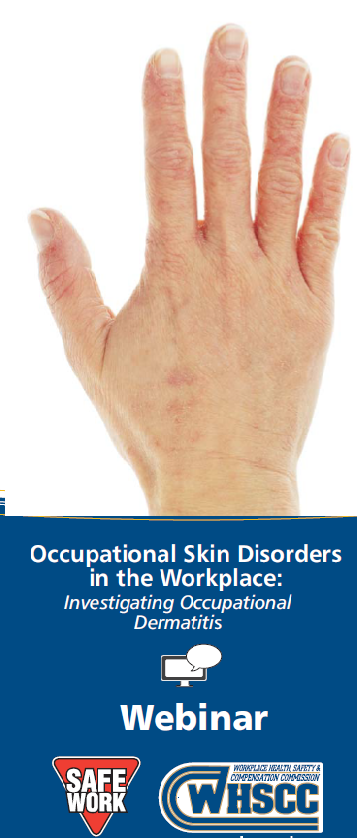 Occupational Skin Disorders
in the Workplace:
Investigating Occupational
Dermatitis
Webinar
SAFE
WORK
WORKPLACE HEALTH, SAFETY &
COMPENSATION COMMISSION
WHSCC